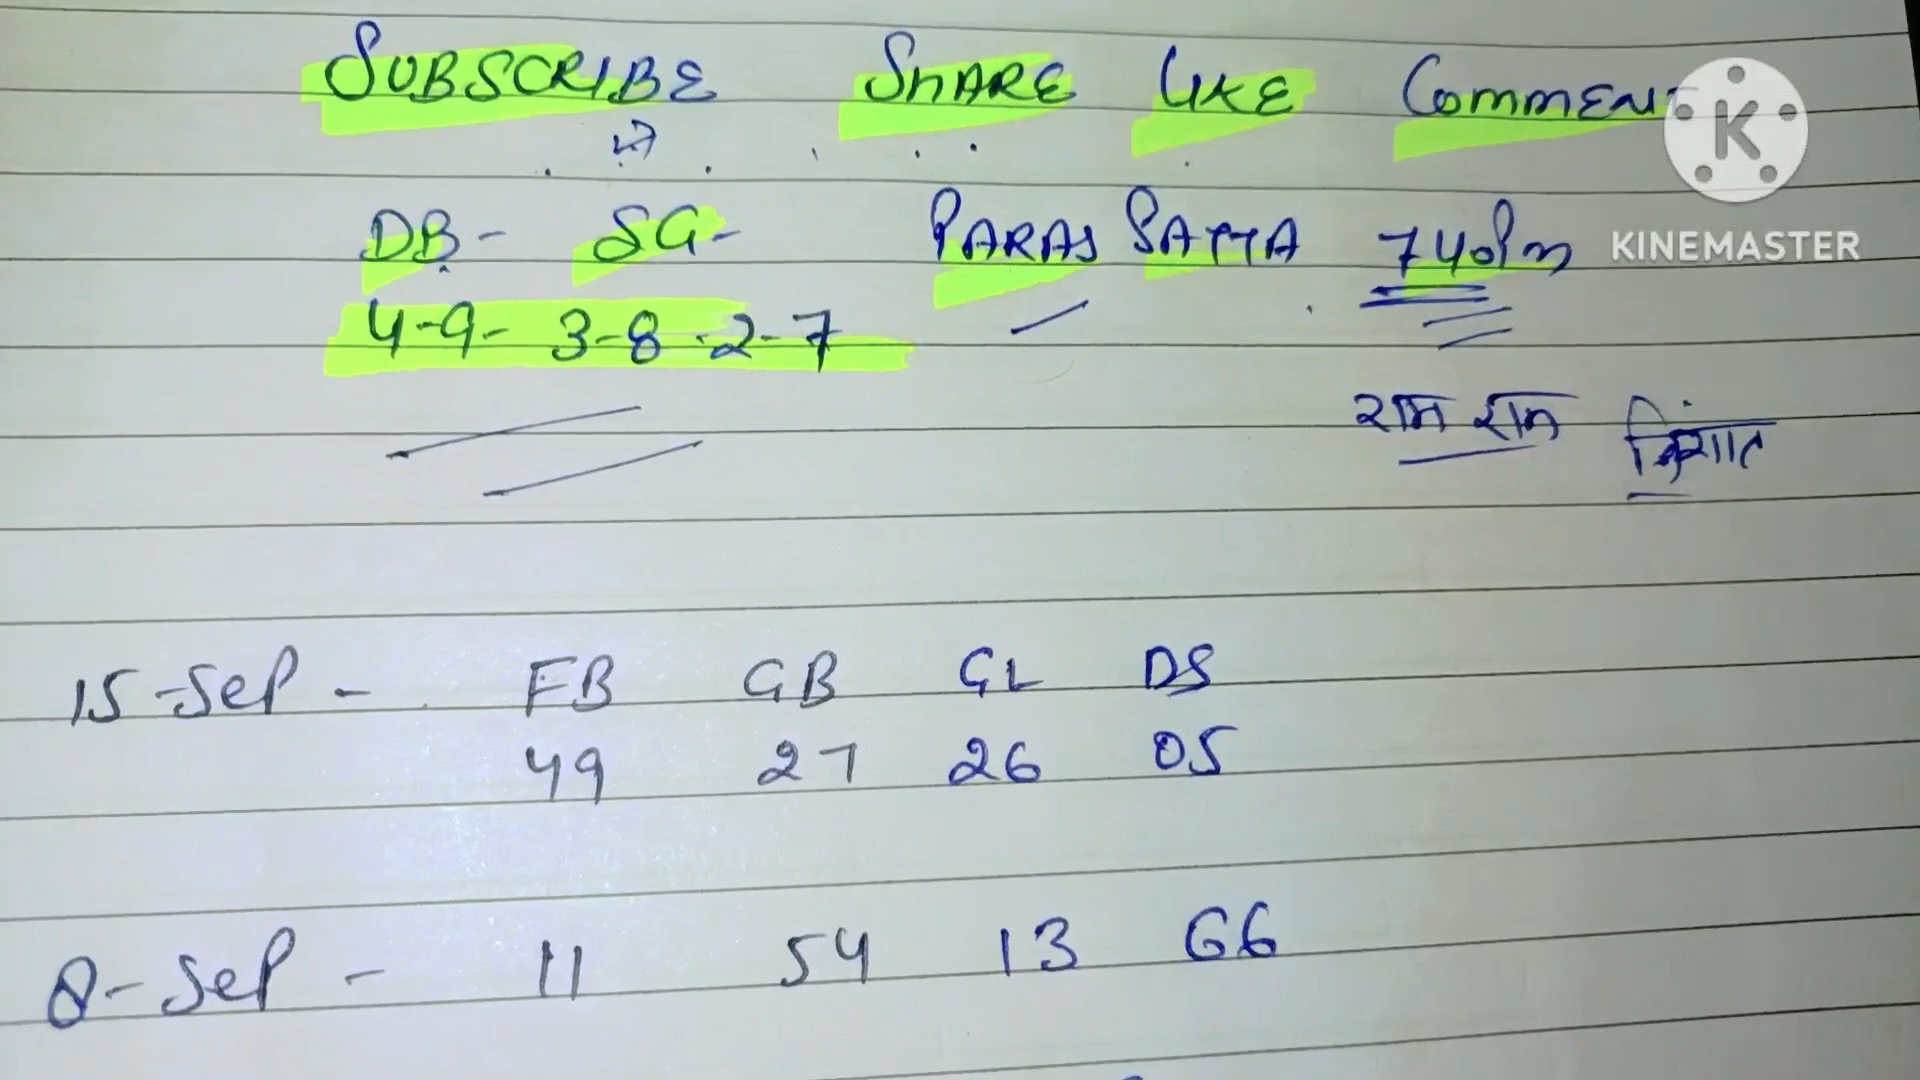 SUBSCRIBE SHARE LIKE COMMENT
DB- SG- PARAS SATTA 740Pm
KINEMASTER
4-9- 3-8-2-7
राम राम
15-Sep - FB GB GL DS
49 27 26 05
8-Sep - 11 54 13 66